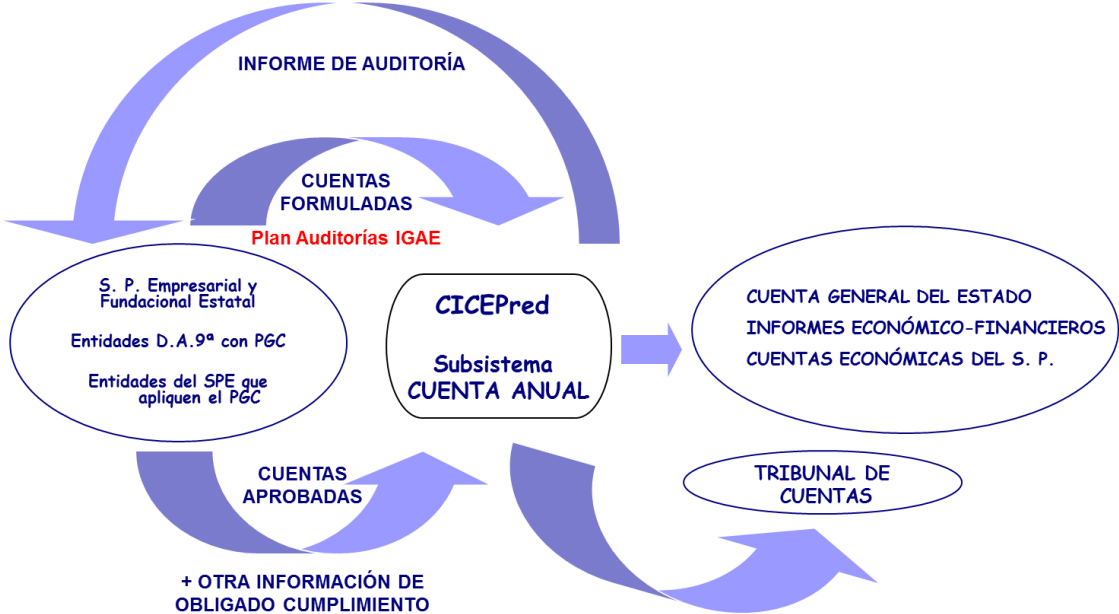 INFORME DE AUDITORÍA
CUENTAS
FORMULADAS
Plan Auditorías IGAE
S. P. Empresarial y
Fundacional Estatal
Entidades D.A.9ª con PGC
Entidades del SPE que
apliquen el PGC
CICEPred
Subsistema
CUENTA ANUAL
CUENTA GENERAL DEL ESTADO
INFORMES ECONÓMICO-FINANCIEROS
CUENTAS ECONÓMICAS DEL S. P.
CUENTAS
APROBADAS
TRIBUNAL DE
CUENTAS
+ OTRA INFORMACIÓN DE
OBLIGADO CUMPLIMIENTO